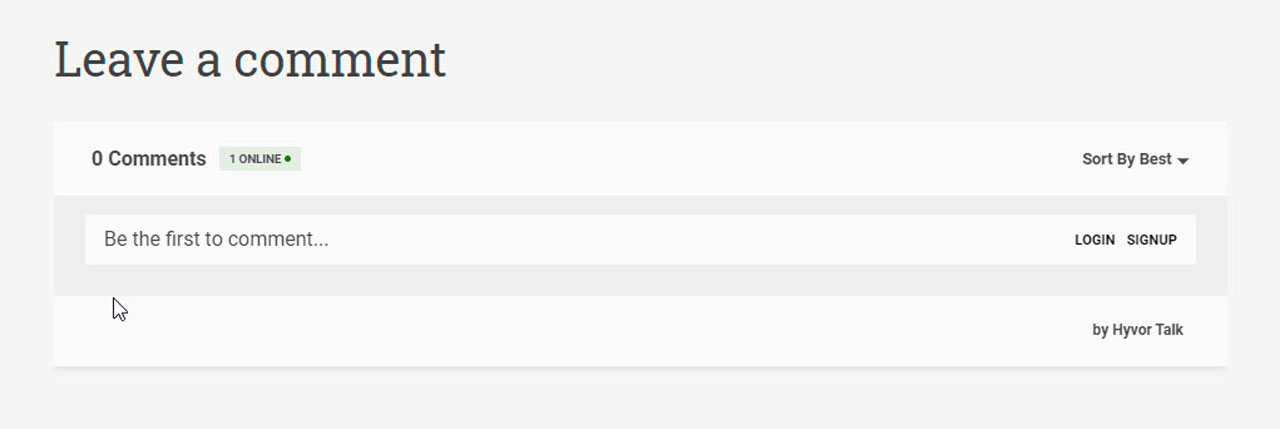 Leave a comment
0 Comments 1 ONLINE Sort By Best
Be the first to comment... LOGIN SIGNUP
by Hyvor Talk